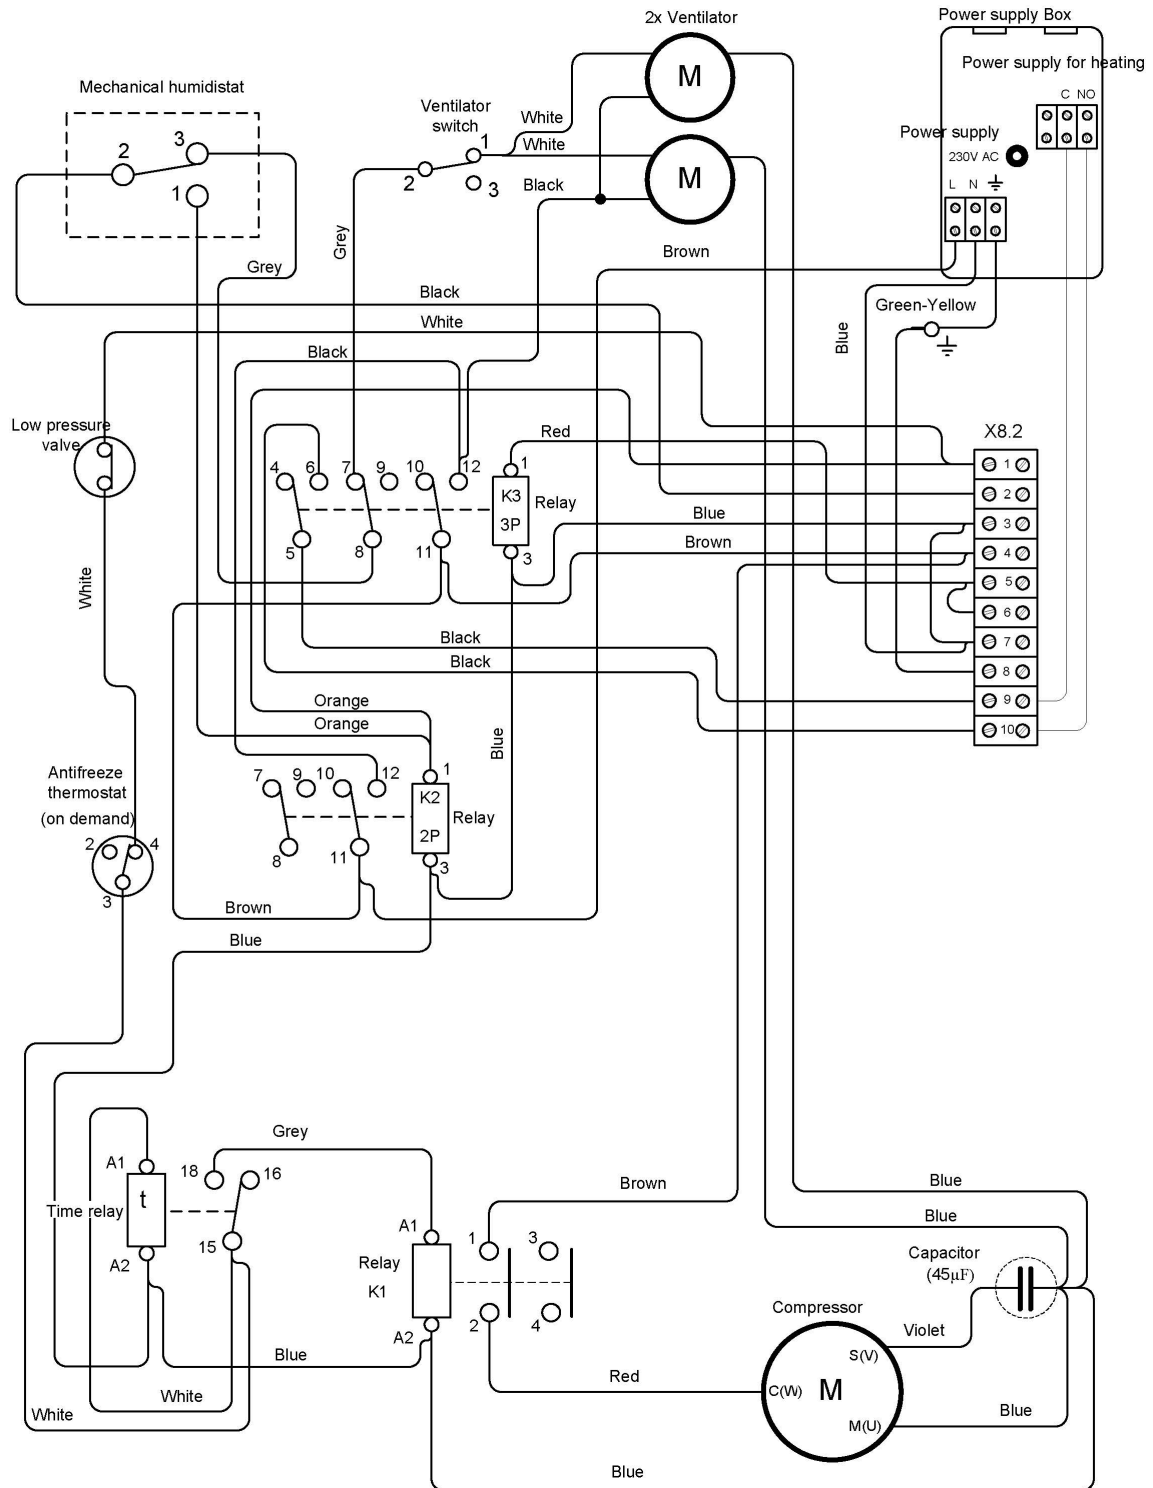 2x Ventilator
Power supply Box
Power supply for heating
C NO
Power supply
230V AC
L N
Mechanical humidistat
2
3
1
Ventilator
switch
White
White
1
2
3
M
M
Black
Grey
Brown
Grey
Black
White
Black
Green-Yellow
Blue
Low pressure
valve
Red
X8.2
4 6 7 9 10 12
1
K3
3P
Relay
3
5 8 11
1
2
3
4
5
6
7
8
9
10
Blue
Brown
White
Black
Black
Orange
Orange
Blue
Antifreeze
thermostat
(on demand)
2 4
3
7 9 10 12
1
K2
2P
Relay
3
8 11
Brown
Blue
Grey
A1
t
Time relay
A2
18 16
15
A1
Relay
K1
A2
1 3
2 4
Brown
Blue
Blue
Capacitor
(45µF)
Compressor
Violet
S(V)
C(W) M
M(U)
Red
Blue
Blue
White
White
Blue